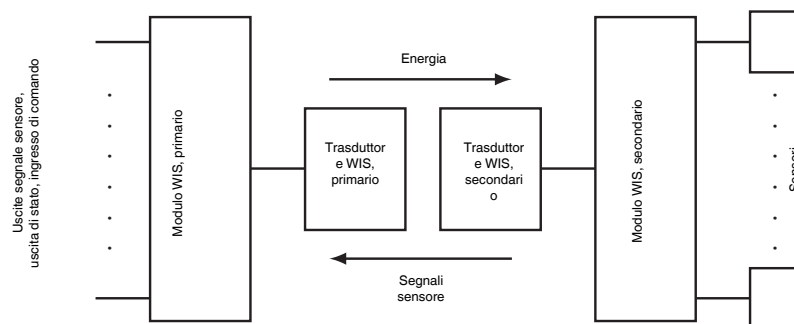 Uscite segnale sensore,
uscita di stato, ingresso di comando
Modulo WIS, primario
Energia
Trasduttor
e WIS,
primario
Trasduttor
e WIS,
secondari
o
Segnali
sensore
Modulo WIS, secondario
Sensori